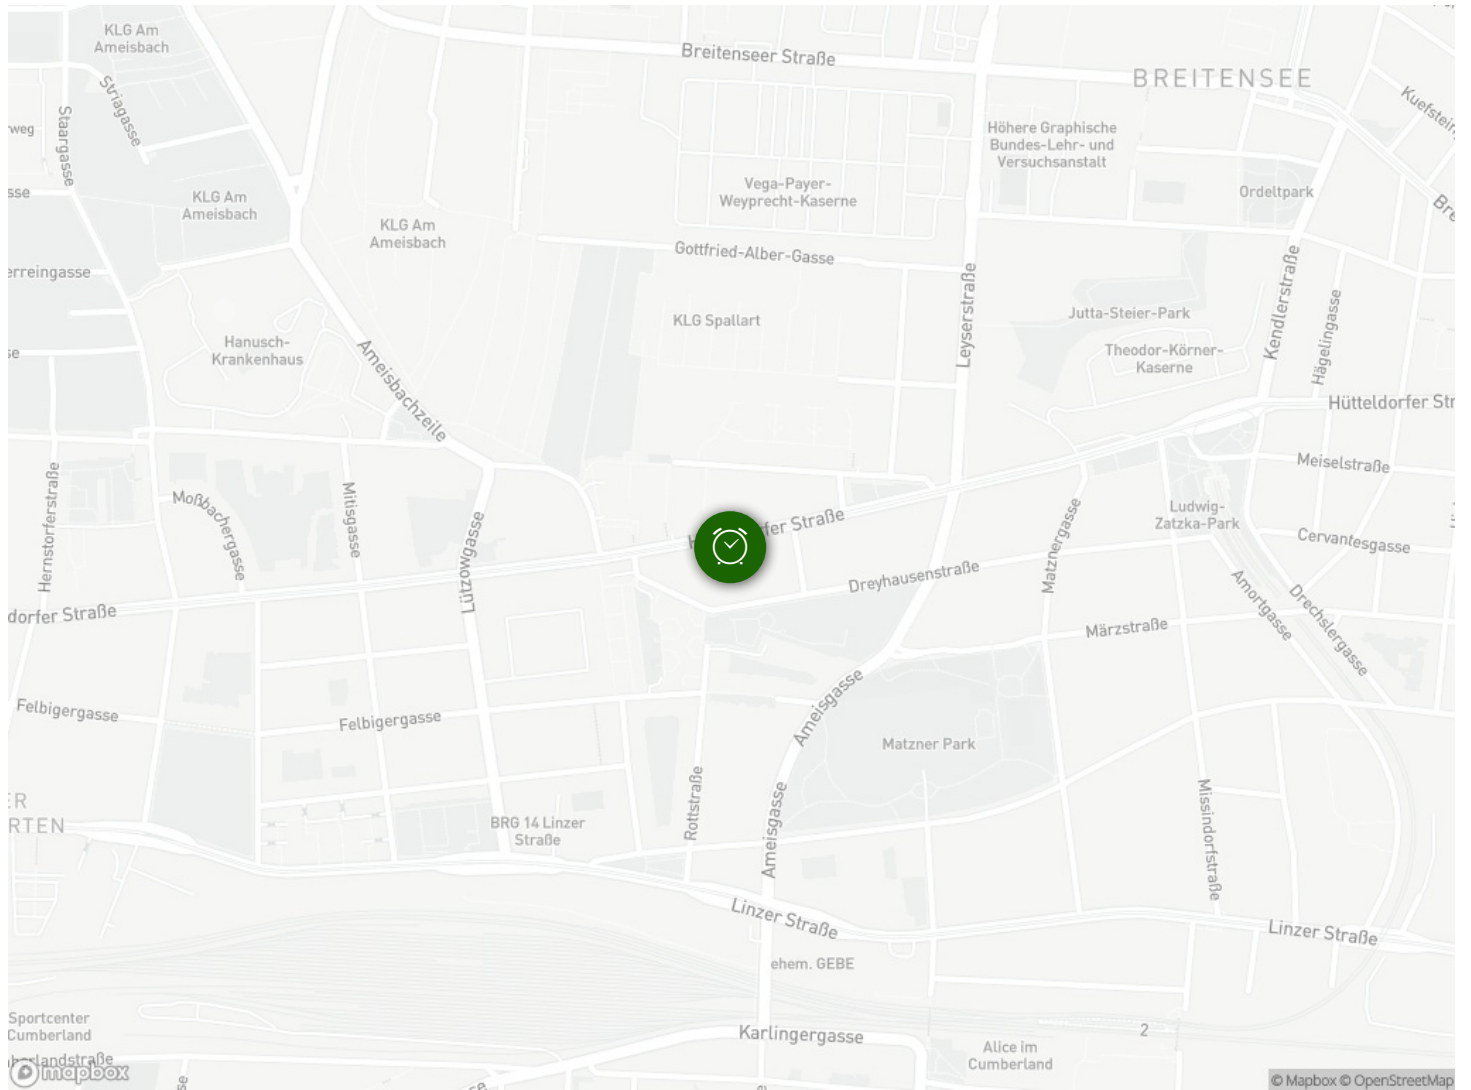 KLG Am
Ameisbach
Breitenseer Straße
BREITENSEE
Striagasse
Staargasse
Höhere Graphische
Bundes-Lehr- und
Versuchsanstalt
Vega-Payer-
Weyprecht-Kaserne
KLG Am
Ameisbach
Ordeltpark
KLG Am
Ameisbach
Gottfried-Alber-Gasse
erreingasse
Leyserstraße
Kendlerstraße
Hägelingasse
KLG Spallart
Jutta-Steier-Park
Hanusch-
Krankenhaus
Theodor-Körner-
Kaserne
Ameisbachzeile
Hütteldorfer Str
Meiselstraße
Hernstorferstraße
Moßbachergasse
Mitisgasse
Lützowgasse
Ludwig-
Zatzka-Park
Matznergasse
Cervantesgasse
fer Straße
Dreyhausenstraße
dorfer Straße
Amortgasse
Drechslergasse
Märzstraße
Felbigergasse
Felbigergasse
Ameisgasse
Matzner Park
Rottstraße
Ameisgasse
Missindorfstraße
ER
RTEN
BRG 14 Linzer
Straße
Linzer Straße
Linzer Straße
ehem. GEBE
Sportcenter
Cumberland
Karlingergasse
2
Alice im
Cumberland
mapbox
© Mapbox © OpenStreetMap